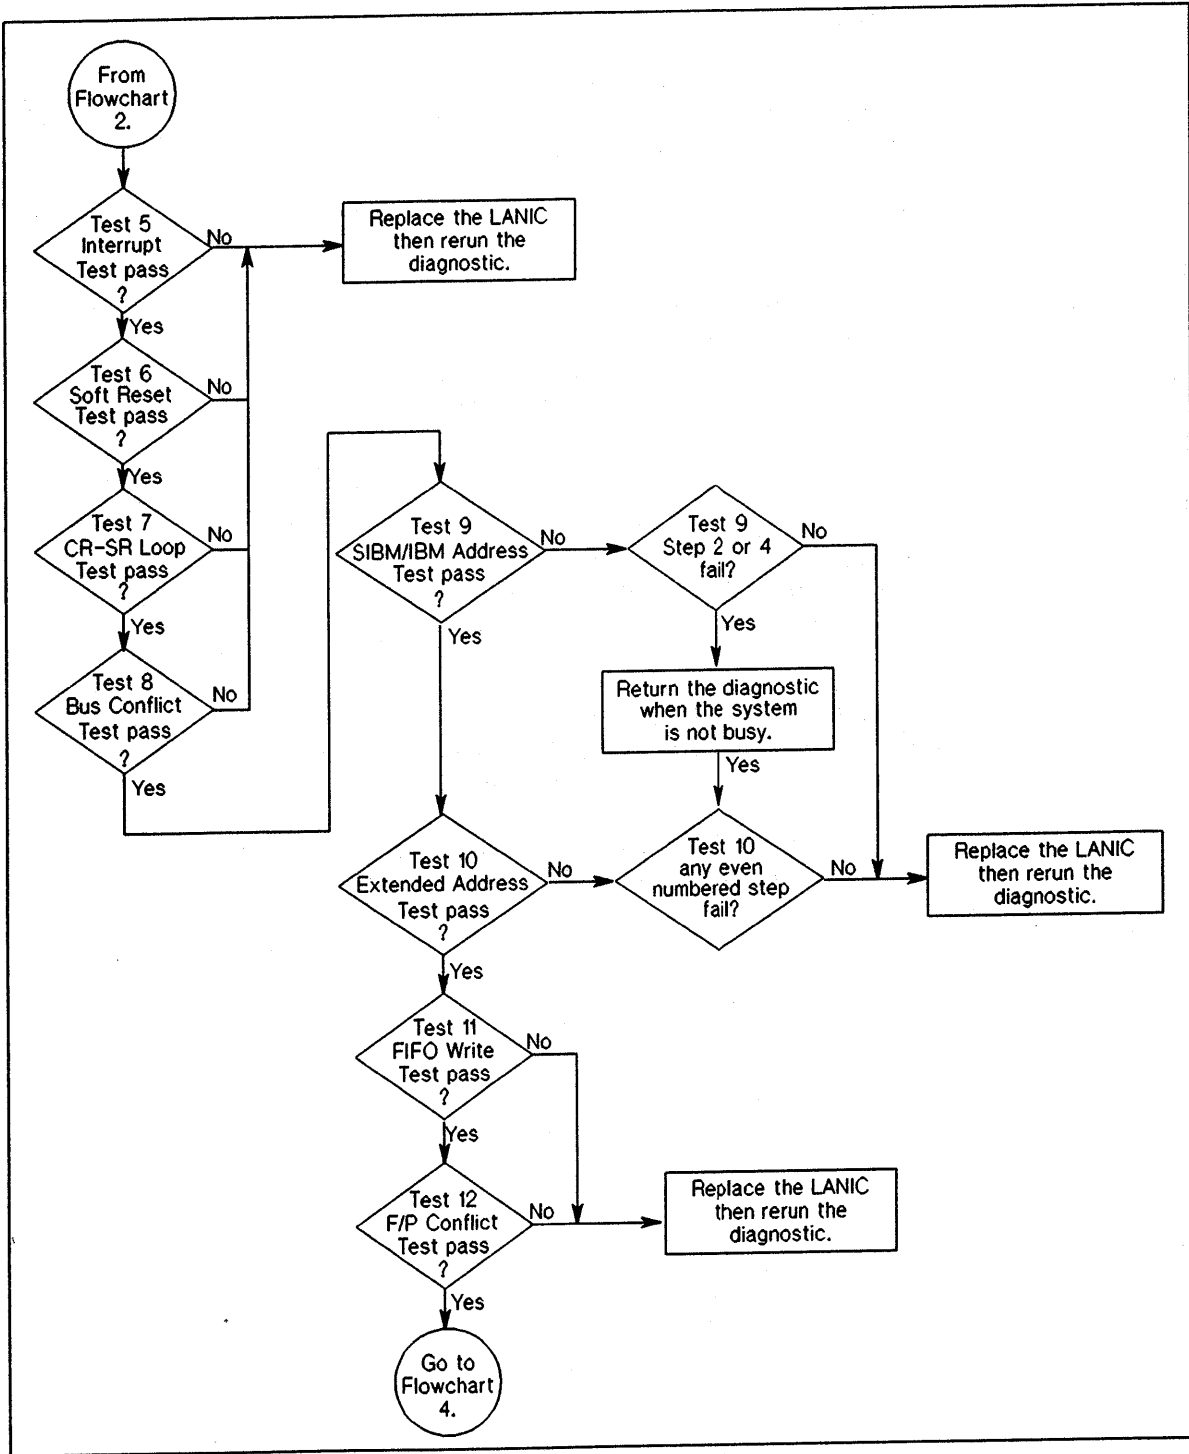 From
Flowchart
2.
Test 5
Interrupt
Test pass
?
No
Replace the LANIC
then rerun the
diagnostic.
Yes
Test 6
Soft Reset
Test pass
?
No
Yes
Test 7
CR-SR Loop
Test pass
?
No
Yes
Test 8
Bus Conflict
Test pass
?
No
Yes
Test 9
SIBM/IBM Address
Test pass
?
No
Yes
Test 9
Step 2 or 4
fail?
No
Yes
Return the diagnostic
when the system
is not busy.
Yes
Test 10
Extended Address
Test pass
?
No
Yes
Test 10
any even
numbered step
fail?
No
Replace the LANIC
then rerun the
diagnostic.
Test 11
FIFO Write
Test pass
?
No
Yes
Test 12
F/P Conflict
Test pass
?
No
Yes
Replace the LANIC
then rerun the
diagnostic.
Go to
Flowchart
4.